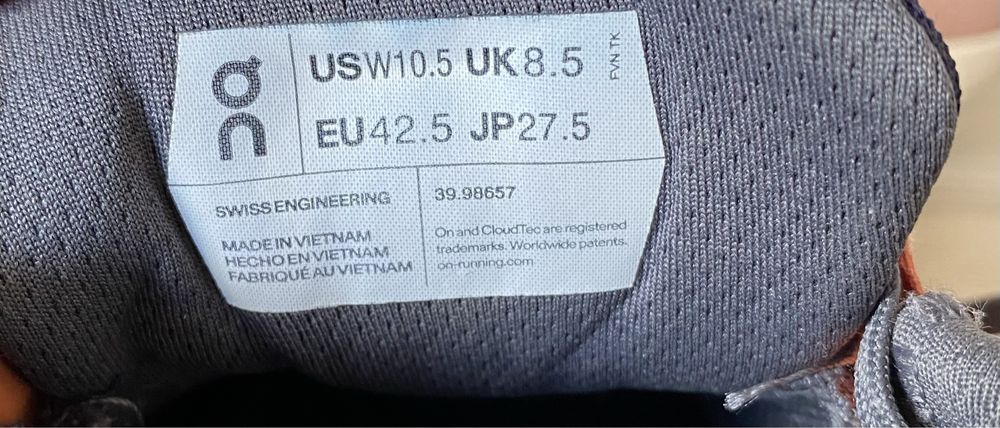 on
USW10.5 UK8.5
EU42.5 JP27.5
FVN TK
SWISS ENGINEERING
MADE IN VIETNAM
HECHO EN VIETNAM
FABRIQUÉ AU VIETNAM
39.98657
On and CloudTec are registered
trademarks. Worldwide patents.
on-running.com